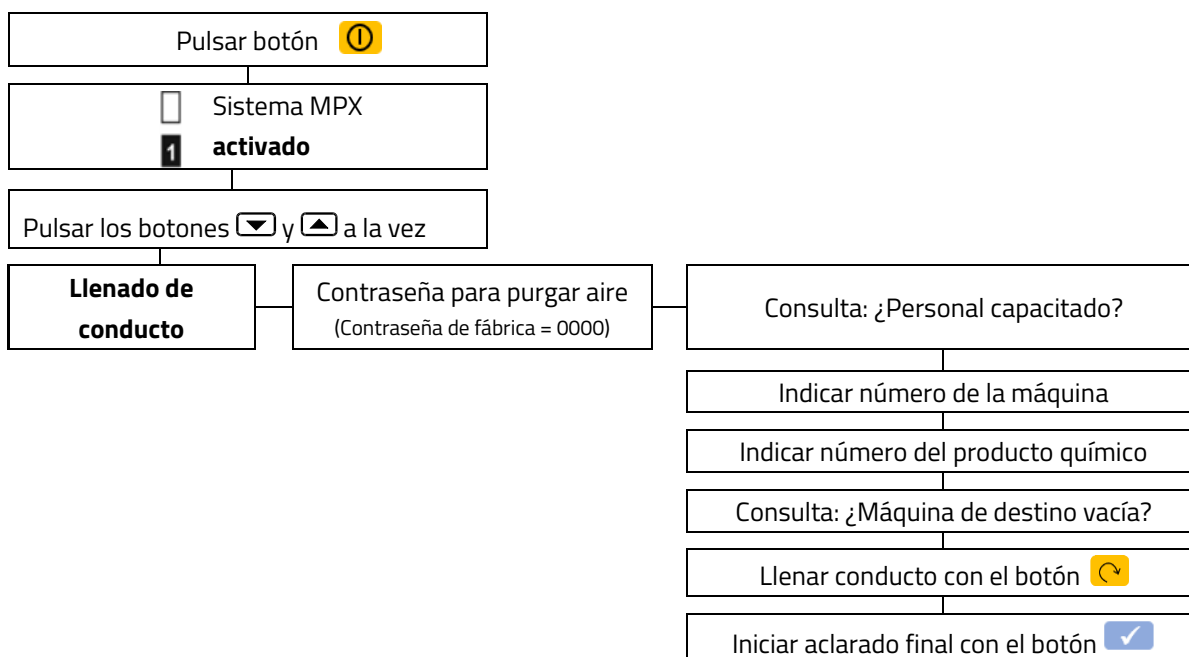 Pulsar botón
Sistema MPX
1 activado
Pulsar los botones y a la vez
Llenado de
conducto
Contraseña para purgar aire
(Contraseña de fábrica = 0000)
Consulta: ¿Personal capacitado?
Indicar número de la máquina
Indicar número del producto químico
Consulta: ¿Máquina de destino vacía?
Llenar conducto con el botón
Iniciar aclarado final con el botón